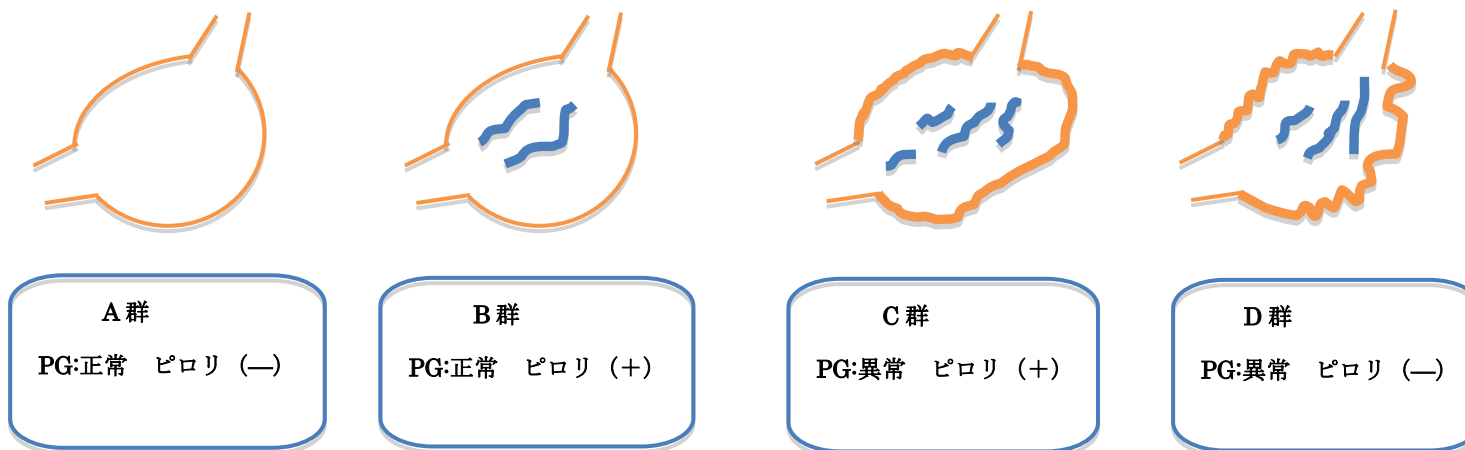 A 群
PG:正常　ピロリ（―）
B 群
PG:正常　ピロリ（＋）
C 群
PG:異常　ピロリ（＋）
D 群
PG:異常　ピロリ（―）